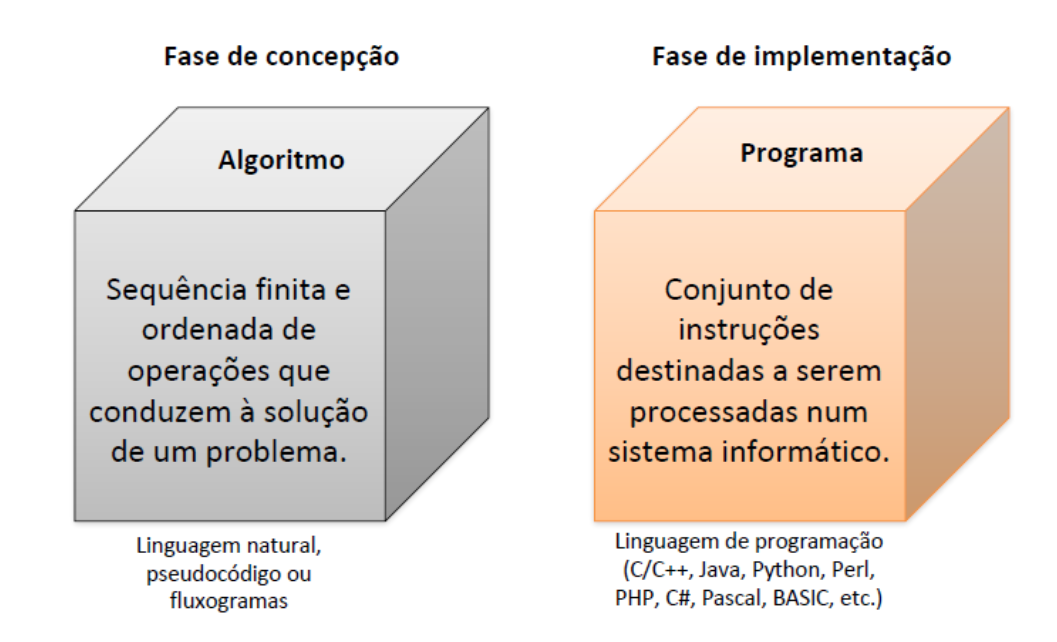 Fase de concepção
Algoritmo
Sequência finita e
ordenada de
operações que
conduzem à solução
de um problema.
Linguagem natural,
pseudocódigo ou
fluxogramas
Fase de implementação
Programa
Conjunto de
instruções
destinadas a serem
processadas num
sistema informático.
Linguagem de programação
(C/C++, Java, Python, Perl,
PHP, C#, Pascal, BASIC, etc.)